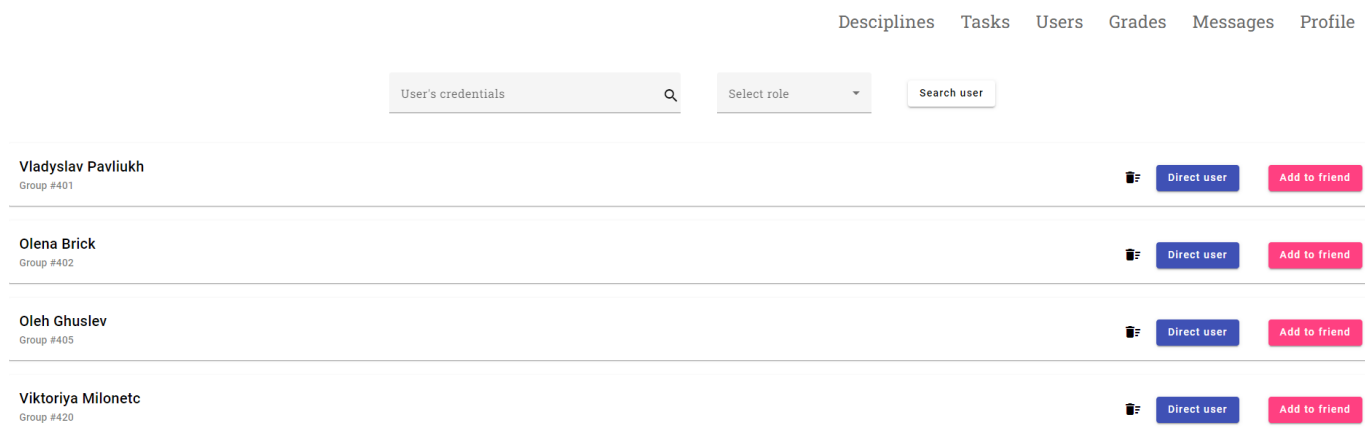 Desciplines Tasks Users Grades Messages Profile
User's credentials Select role Search user
Vladyslav Pavliukh
Group #401
Direct user Add to friend
Olena Brick
Group #402
Direct user Add to friend
Oleh Ghuslev
Group #405
Direct user Add to friend
Viktoriya Milonetc
Group #420
Direct user Add to friend